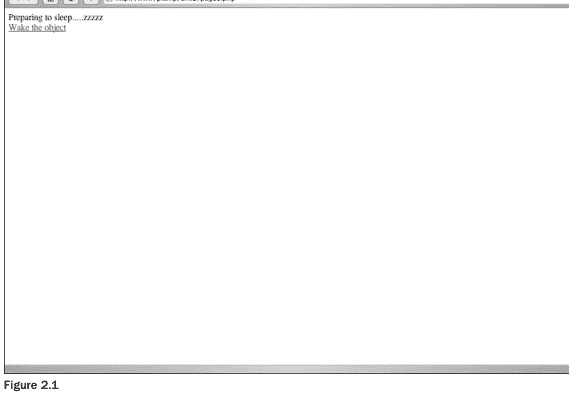 Preparing to sleep.....zzzzz
Wake the object
Figure 2.1